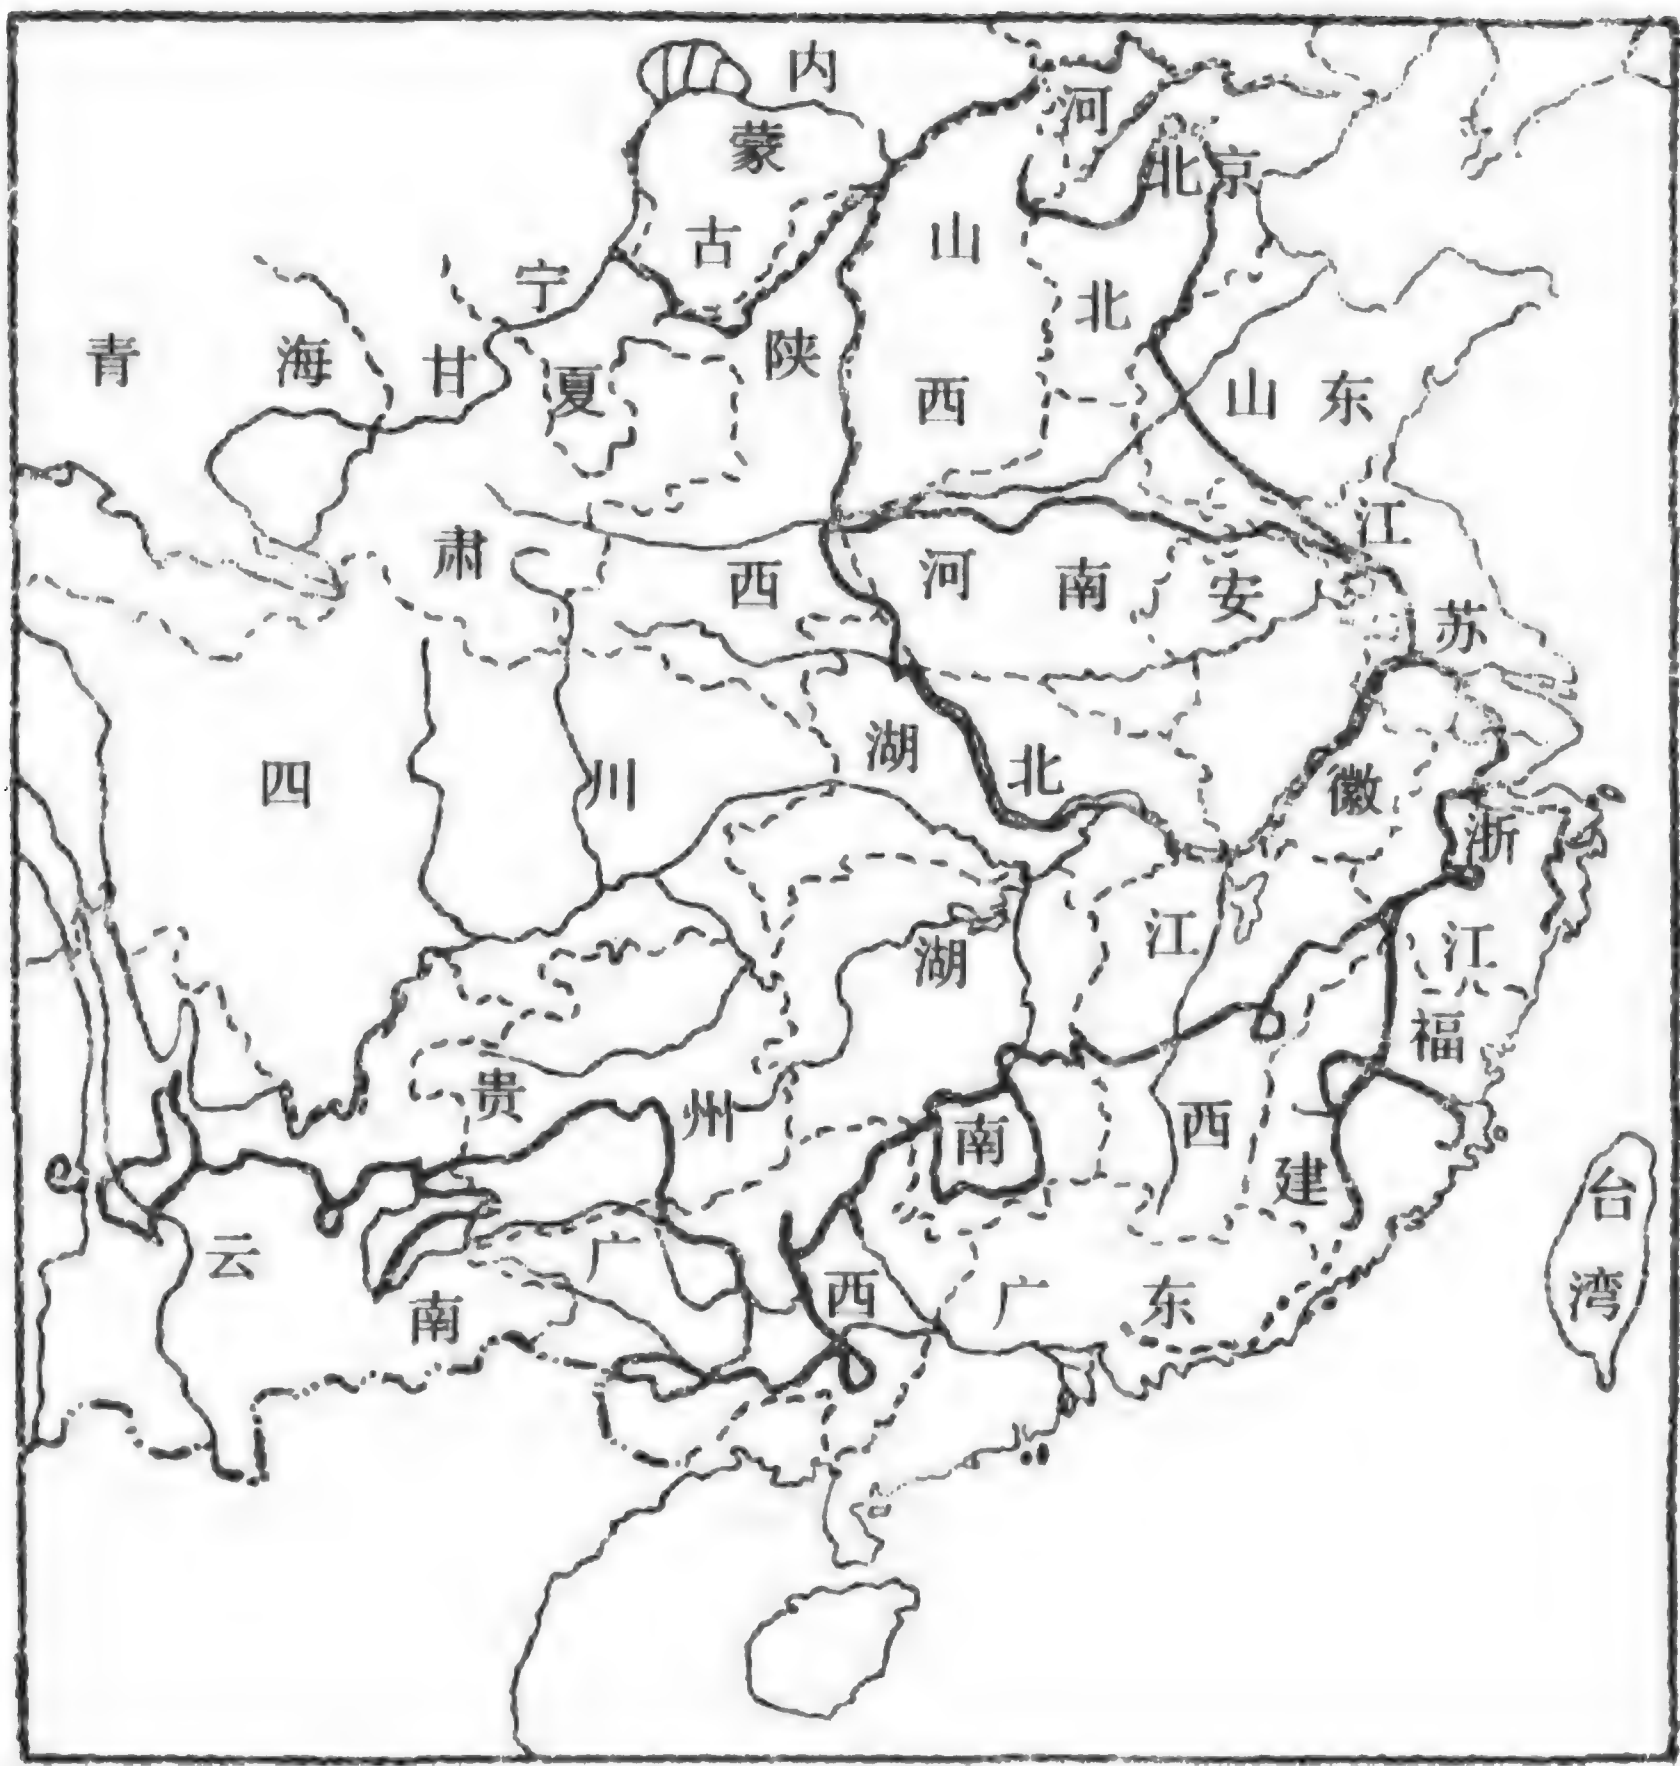 内
蒙
古
河
北京
北
宁
夏
山
西
青海
甘
肃
陕
西
山东
江
苏
河南
安
徽
四川
湖北
浙
江
湖
南
江
西
福
建
贵州
云
南
广
西
广东
台
湾